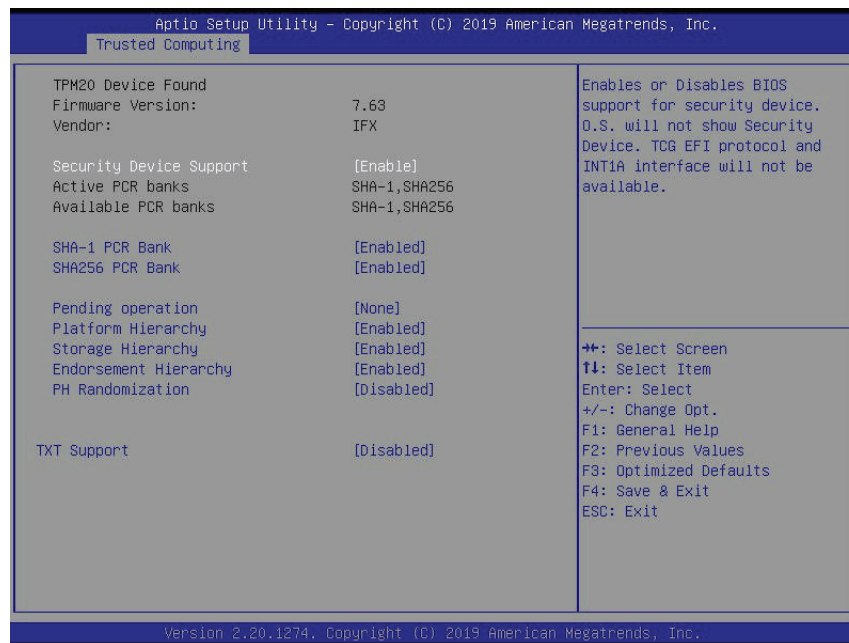 Aptio Setup Utility – Copyright (C) 2019 American Megatrends, Inc.
Trusted Computing
TPM20 Device Found
Firmware Version: 7.63
Vendor: IFX
Security Device Support [Enable]
Active PCR banks SHA-1,SHA256
Available PCR banks SHA-1,SHA256
SHA-1 PCR Bank [Enabled]
SHA256 PCR Bank [Enabled]
Pending operation [None]
Platform Hierarchy [Enabled]
Storage Hierarchy [Enabled]
Endorsement Hierarchy [Enabled]
PH Randomization [Disabled]
TXT Support [Disabled]
Enables or Disables BIOS
support for security device.
O.S. will not show Security
Device. TCG EFI protocol and
INT1A interface will not be
available.
→←: Select Screen
↑↓: Select Item
Enter: Select
+/-: Change Opt.
F1: General Help
F2: Previous Values
F3: Optimized Defaults
F4: Save & Exit
ESC: Exit
Version 2.20.1274. Copyright (C) 2019 American Megatrends, Inc.